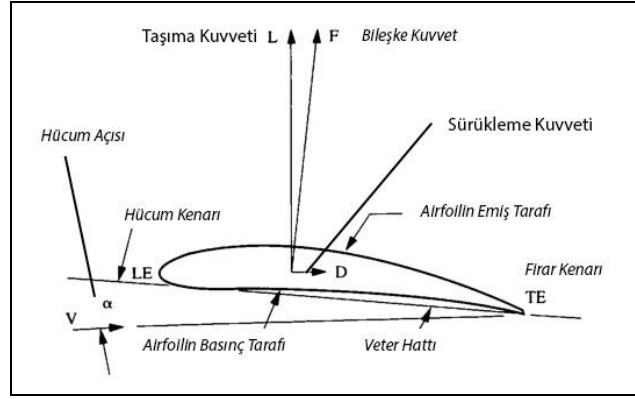 Taşıma Kuvveti L F Bileşke Kuvvet
Sürükleme Kuvveti
Hücum Açısı
Hücum Kenarı
Airfoilin Emiş Tarafı
LE
D
Firar Kenarı
TE
α
V
Airfoilin Basınç Tarafı
Veter Hattı